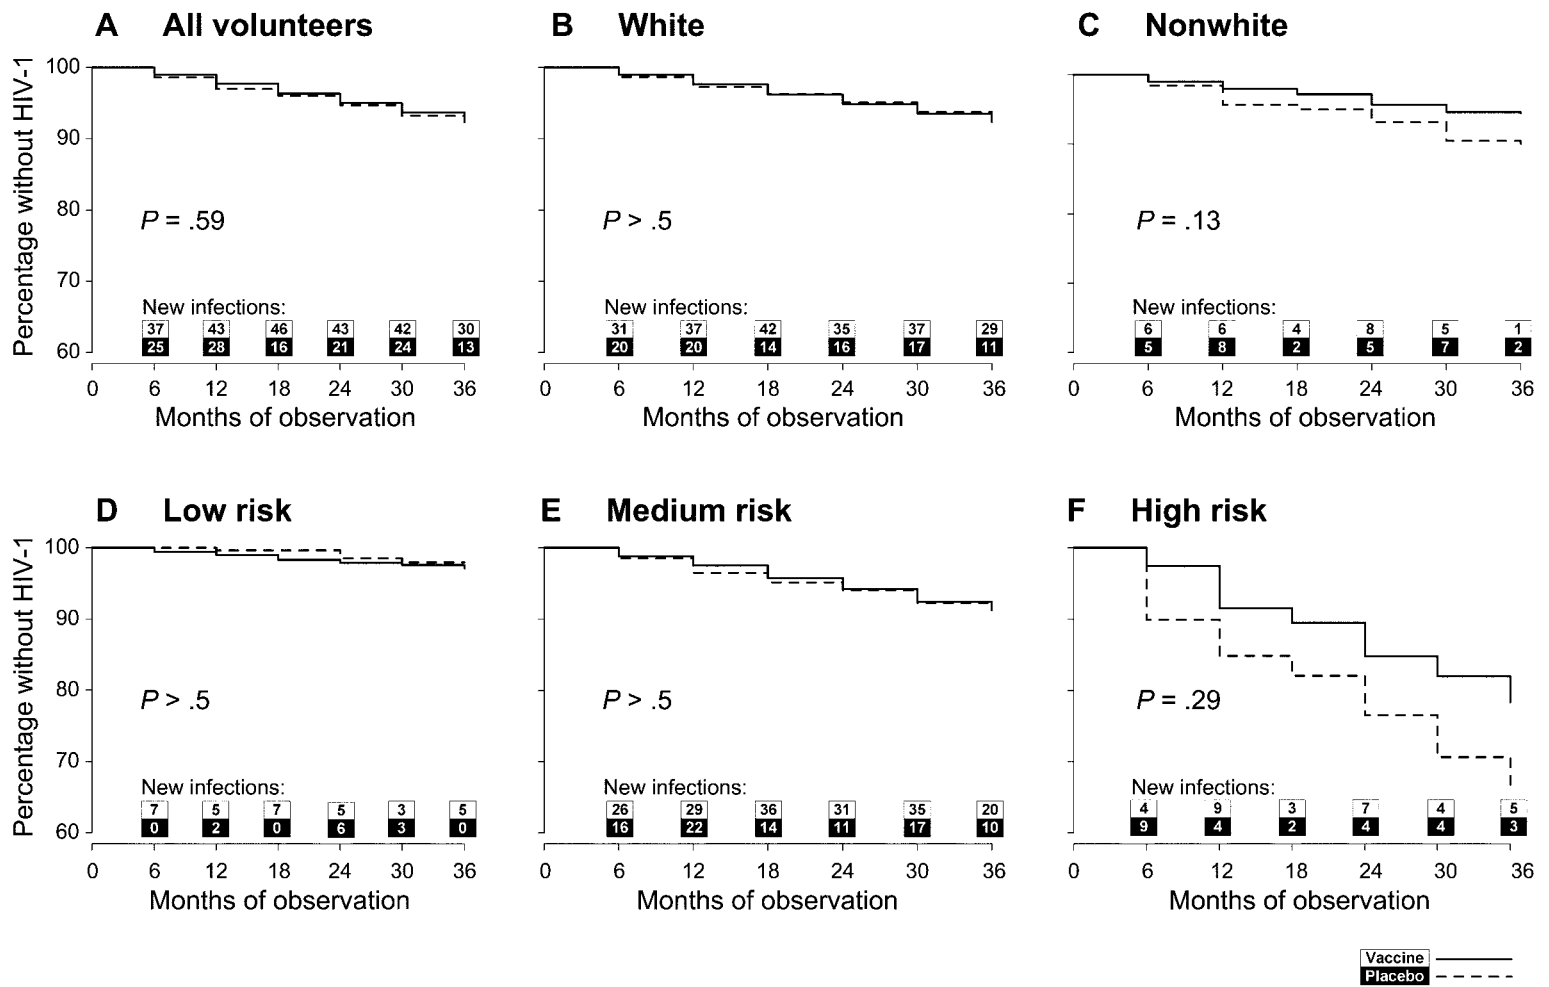 A All volunteers
B White
C Nonwhite
Percentage without HIV-1
100
90
80
70
60
P = .59
P > .5
P = .13
New infections:
New infections:
New infections:
37 43 46 43 42 30
25 28 16 21 24 13
31 37 42 35 37 29
20 20 14 16 17 11
6 6 4 8 5 1
5 8 2 5 7 2
0 6 12 18 24 30 36
0 6 12 18 24 30 36
0 6 12 18 24 30 36
Months of observation
Months of observation
Months of observation
D Low risk
E Medium risk
F High risk
Percentage without HIV-1
100
90
80
70
60
P > .5
P > .5
P = .29
New infections:
New infections:
New infections:
7 5 7 5 3 5
0 2 0 6 3 0
26 29 36 31 35 20
16 22 14 11 17 10
4 9 3 7 4 5
9 4 2 4 4 3
0 6 12 18 24 30 36
0 6 12 18 24 30 36
0 6 12 18 24 30 36
Months of observation
Months of observation
Months of observation
Vaccine
Placebo